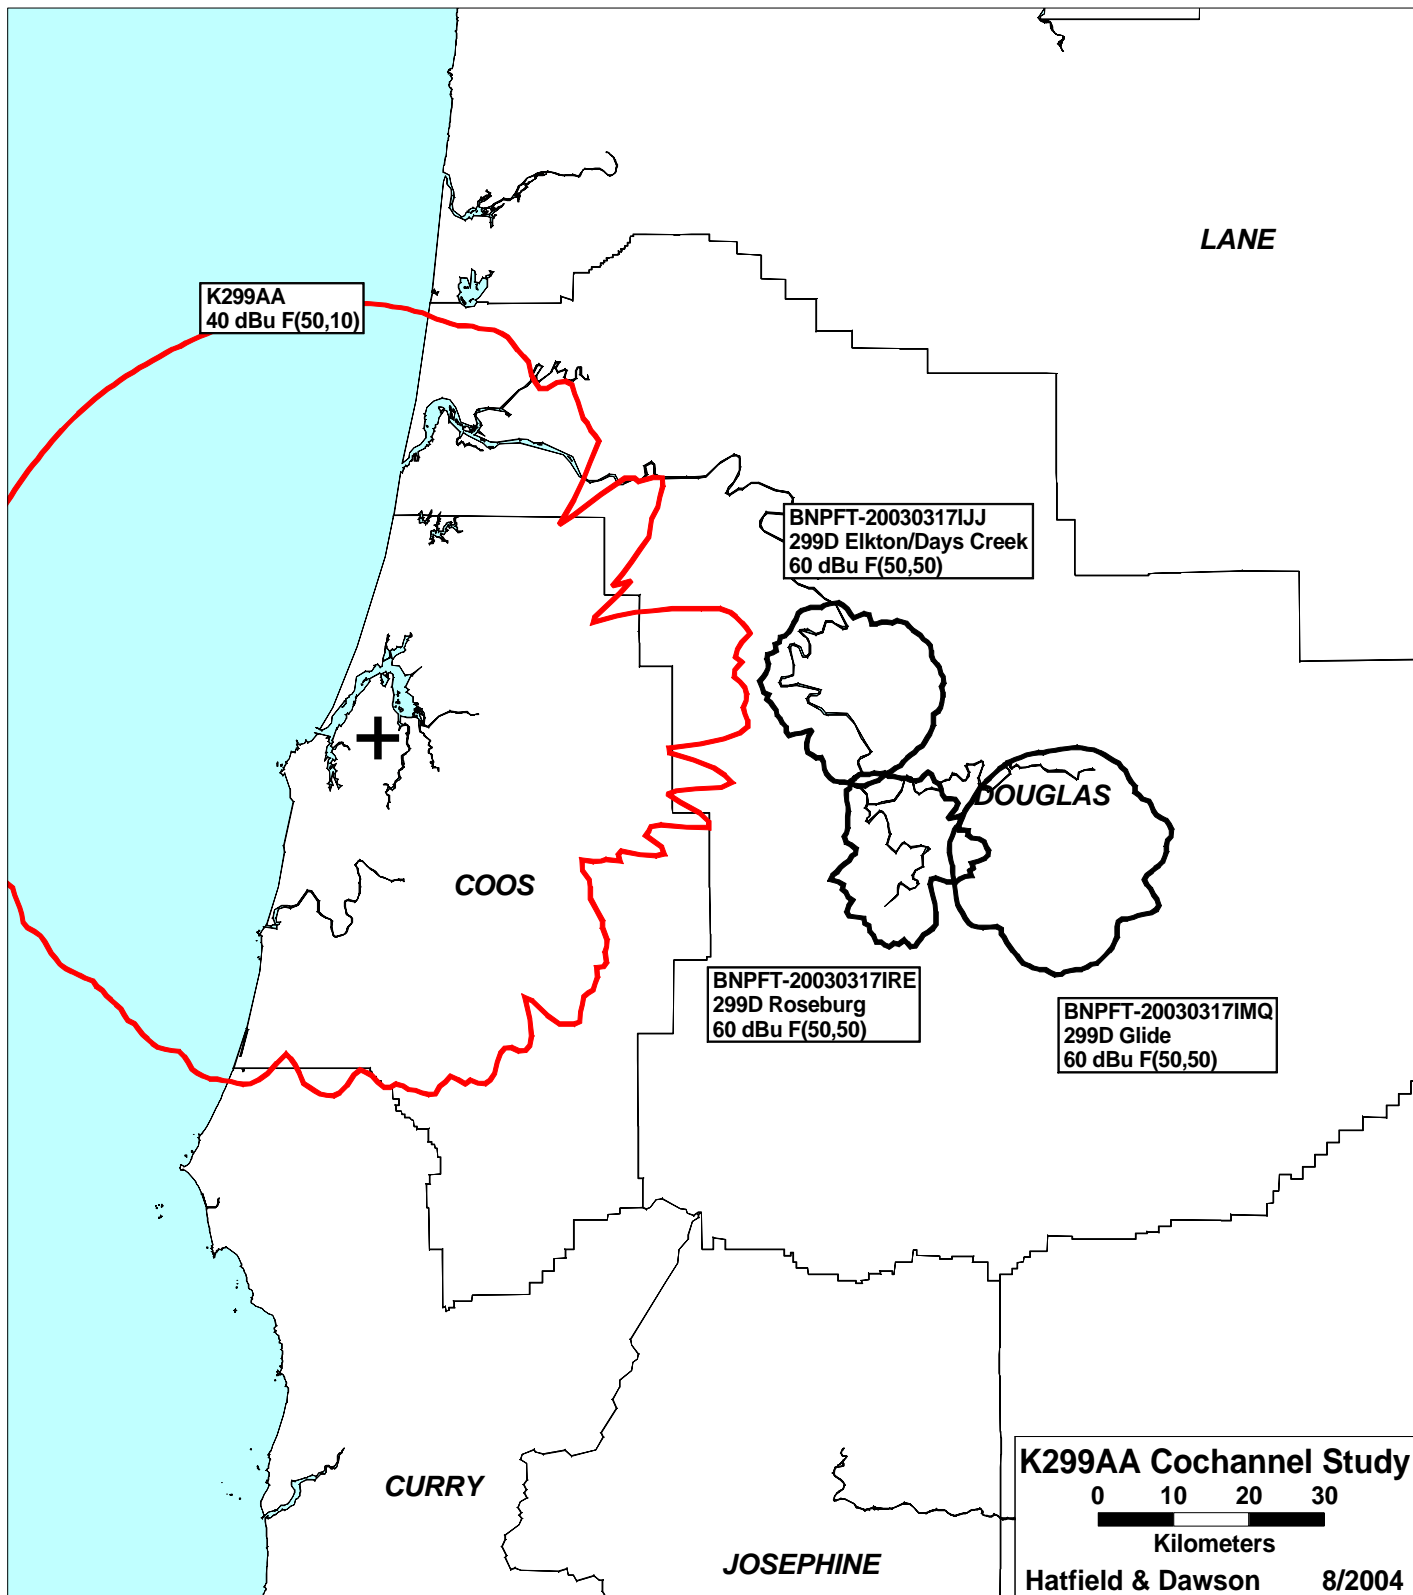 LANE
K299AA
40 dBu F(50,10)
BNPFT-20030317IJJ
299D Elkton/Days Creek
60 dBu F(50,50)
DOUGLAS
COOS
BNPFT-20030317IRE
299D Roseburg
60 dBu F(50,50)
BNPFT-20030317IMQ
299D Glide
60 dBu F(50,50)
CURRY
JOSEPHINE
K299AA Cochannel Study
0 10 20 30
Kilometers
Hatfield & Dawson 8/2004